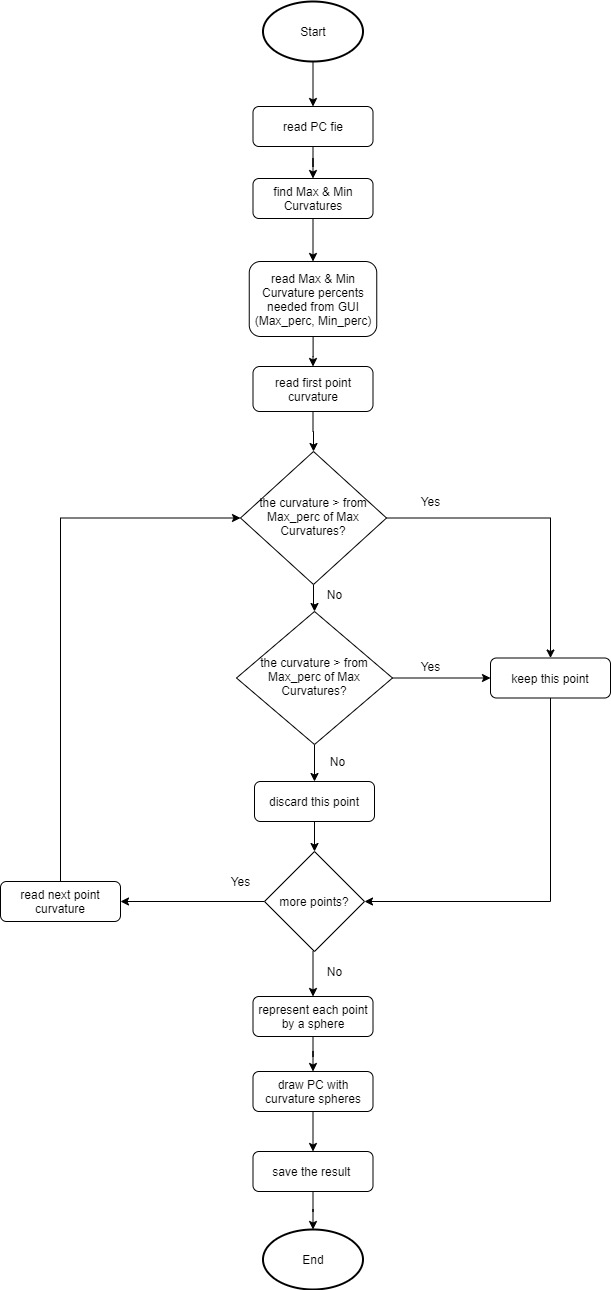 Start
read PC fie
find Max & Min
Curvatures
read Max & Min
Curvature percents
needed from GUI
(Max_perc, Min_perc)
read first point
curvature
the curvature > from
Max_perc of Max
Curvatures?
Yes
No
the curvature > from
Max_perc of Max
Curvatures?
Yes
keep this point
No
discard this point
Yes
read next point
curvature
more points?
No
represent each point
by a sphere
draw PC with
curvature spheres
save the result
End